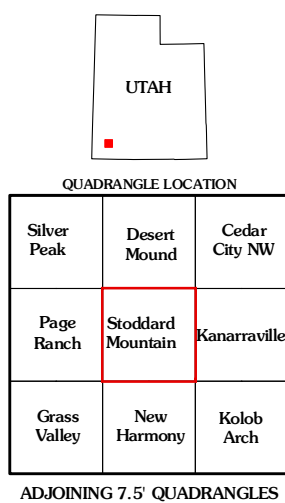 UTAH
QUADRANGLE LOCATION
Silver Desert Cedar
Peak Mound City NW
Page Stoddard Kanarraville
Ranch Mountain
Grass New Kolob
Valley Harmony Arch
ADJOINING 7.5' QUADRANGLES